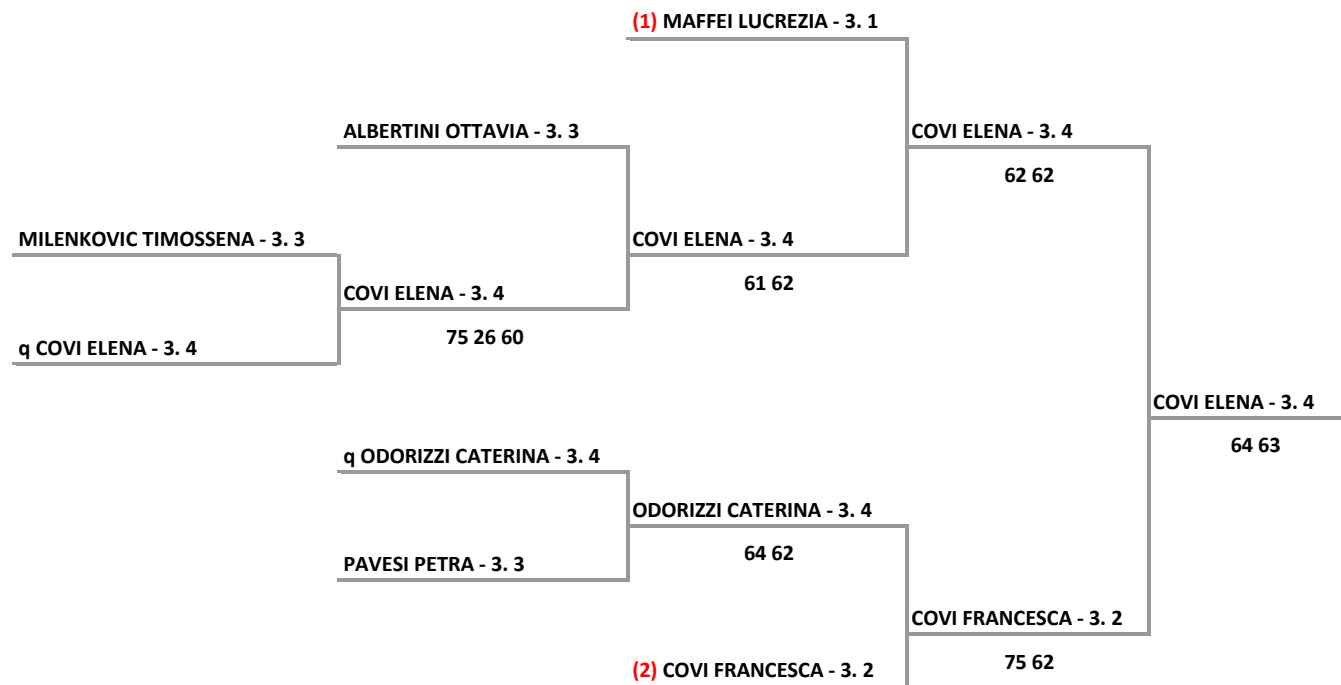 (1) MAFFEI LUCREZIA - 3. 1
ALBERTINI OTTAVIA - 3. 3
COVI ELENA - 3. 4
62 62
MILENKOVIC TIMOSSENA - 3. 3
COVI ELENA - 3. 4
61 62
COVI ELENA - 3. 4
75 26 60
q COVI ELENA - 3. 4
COVI ELENA - 3. 4
64 63
q ODORIZZI CATERINA - 3. 4
ODORIZZI CATERINA - 3. 4
64 62
PAVESI PETRA - 3. 3
COVI FRANCESCA - 3. 2
75 62
(2) COVI FRANCESCA - 3. 2